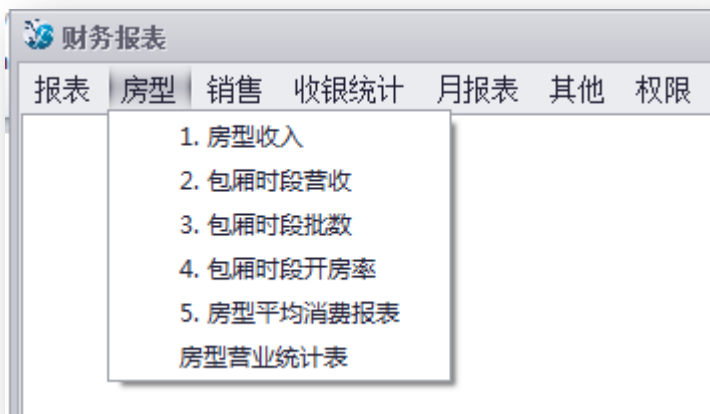 财务报表
报表 房型 销售 收银统计 月报表 其他 权限
1. 房型收入
2. 包厢时段营收
3. 包厢时段批数
4. 包厢时段开房率
5. 房型平均消费报表
房型营业统计表